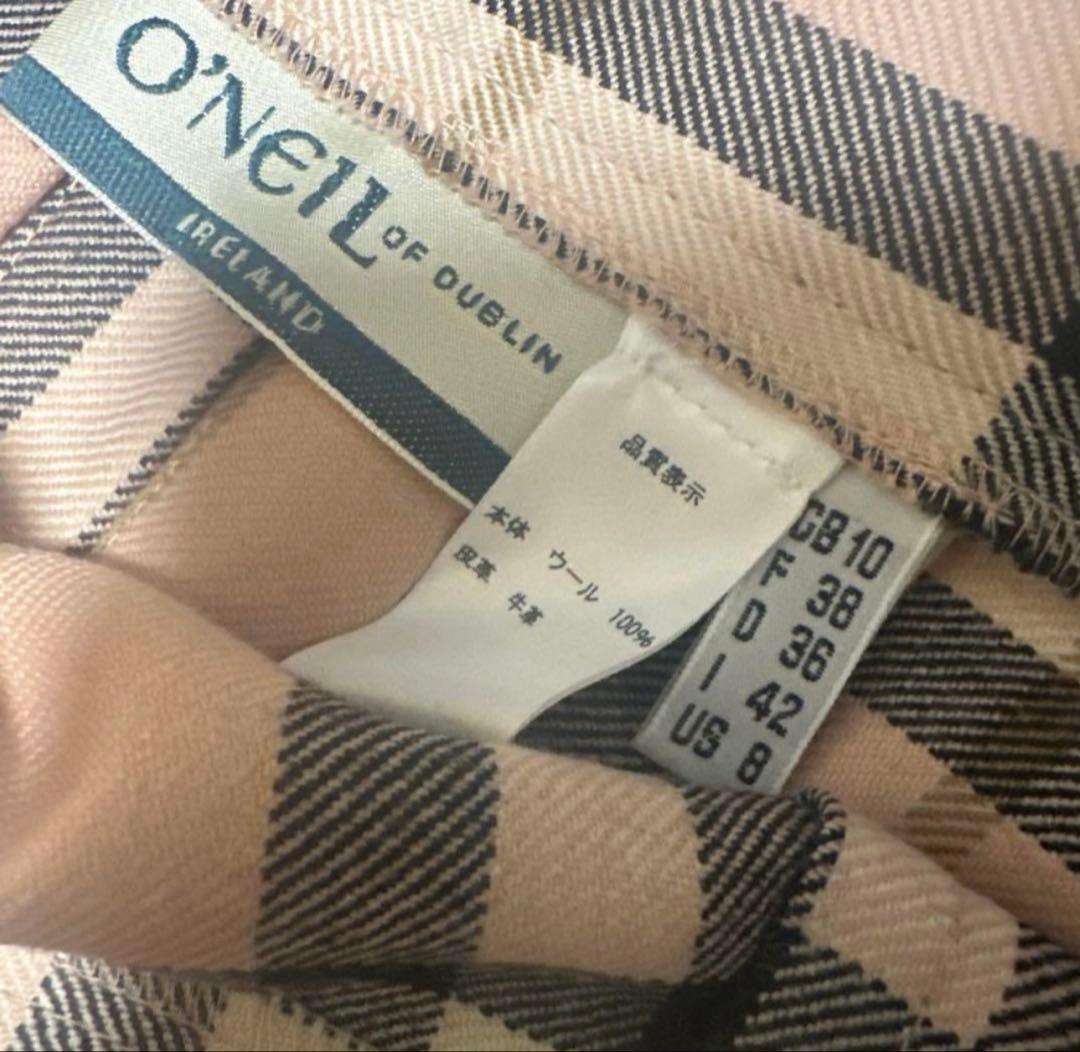 O'NEIL OF DUBLIN
IRELAND
品質表示
本体 ウール 100%
皮革 牛革
GB 10
F 38
D 36
I 42
US 8